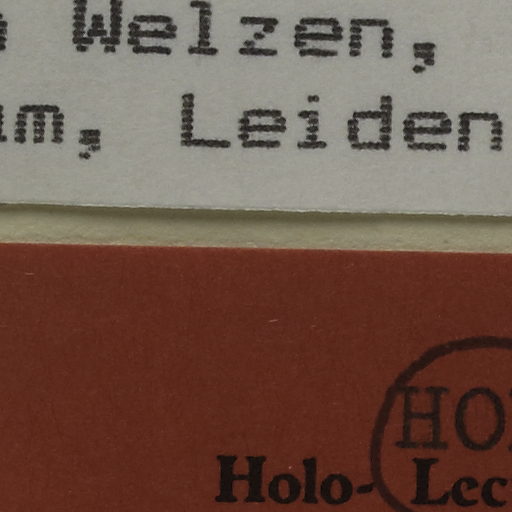 Welzen,
Leiden
HO
Holo- Lec